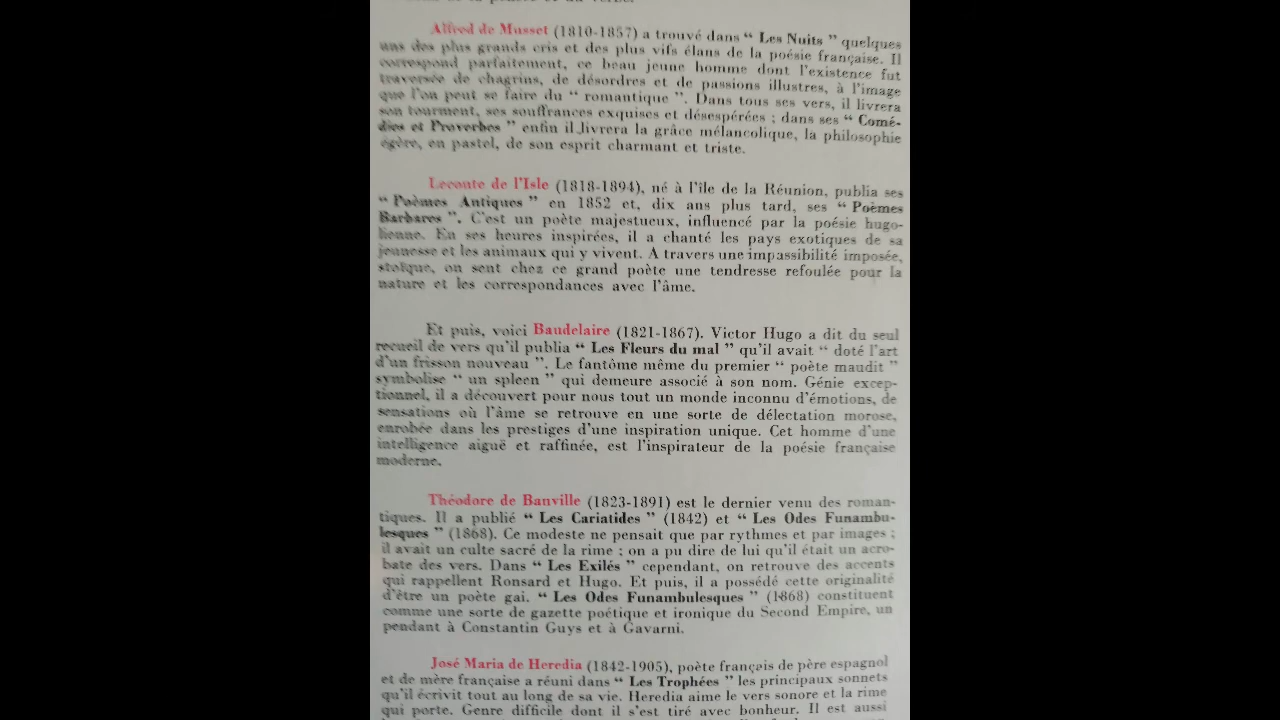 Alfred de Musset (1810-1857) a trouvé dans “ Les Nuits ” quelques
uns des plus grands cris et des plus vifs élans de la poésie française. Il
correspond parfaitement, ce beau jeune homme dont l'existence fut
traversée de chagrins, de désordres et de passions illustres, à l'image
que l'on peut se faire du “ romantique ”. Dans tous ses vers, il livrera
son tourment, ses souffrances exquises et désespérées ; dans ses “ Comé-
dies et Proverbes ” enfin il livrera la grâce mélancolique, la philosophie
égère, en pastel, de son esprit charmant et triste.
Leconte de l'Isle (1818-1894), né à l'île de la Réunion, publia ses
“ Poèmes Antiques ” en 1852 et, dix ans plus tard, ses “ Poèmes
Barbares ”. C'est un poète majestueux, influencé par la poésie hugo-
lienne. En ses heures inspirées, il a chanté les pays exotiques de sa
jeunesse et les animaux qui y vivent. A travers une impassibilité imposée,
stoïque, on sent chez ce grand poète une tendresse refoulée pour la
nature et les correspondances avec l'âme.
Et puis, voici Baudelaire (1821-1867). Victor Hugo a dit du seul
recueil de vers qu'il publia “ Les Fleurs du mal ” qu'il avait “ doté l'art
d'un frisson nouveau ”. Le fantôme même du premier “ poète maudit ”
symbolise “ un spleen ” qui demeure associé à son nom. Génie excep-
tionnel, il a découvert pour nous tout un monde inconnu d'émotions, de
sensations où l'âme se retrouve en une sorte de délectation morose,
enrobée dans les prestiges d'une inspiration unique. Cet homme d'une
intelligence aiguë et raffinée, est l'inspirateur de la poésie française
moderne.
Théodore de Banville (1823-1891) est le dernier venu des roman-
tiques. Il a publié “ Les Cariatides ” (1842) et “ Les Odes Funambu-
lesques ” (1868). Ce modeste ne pensait que par rythmes et par images ;
il avait un culte sacré de la rime ; on a pu dire de lui qu'il était un acro-
bate des vers. Dans “ Les Exilés ” cependant, on retrouve des accents
qui rappellent Ronsard et Hugo. Et puis, il a possédé cette originalité
d'être un poète gai. “ Les Odes Funambulesques ” (1868) constituent
comme une sorte de gazette poétique et ironique du Second Empire, un
pendant à Constantin Guys et à Gavarni.
José Maria de Heredia (1842-1905), poète français de père espagnol
et de mère française a réuni dans “ Les Trophées ” les principaux sonnets
qu'il écrivit tout au long de sa vie. Heredia aime le vers sonore et la rime
qui porte. Genre difficile dont il s'est tiré avec bonheur. Il est aussi